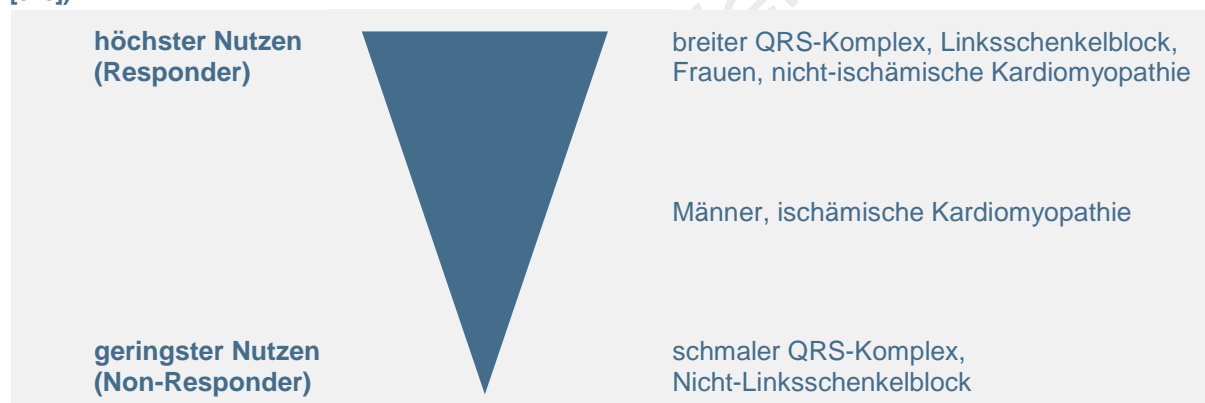 höchster Nutzen
(Responder)
breiter QRS-Komplex, Linksschenkelblock,
Frauen, nicht-ischämische Kardiomyopathie
Männer, ischämische Kardiomyopathie
geringster Nutzen
(Non-Responder)
schmaler QRS-Komplex,
Nicht-Linksschenkelblock